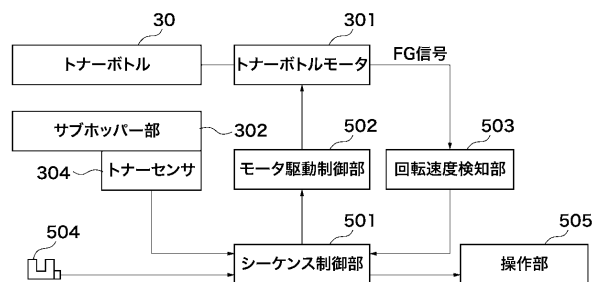 30
301
トナーボトル
トナーボトルモータ
FG信号
サブホッパー部
302
502
503
304
トナーセンサ
モータ駆動制御部
回転速度検知部
504
501
505
シーケンス制御部
操作部